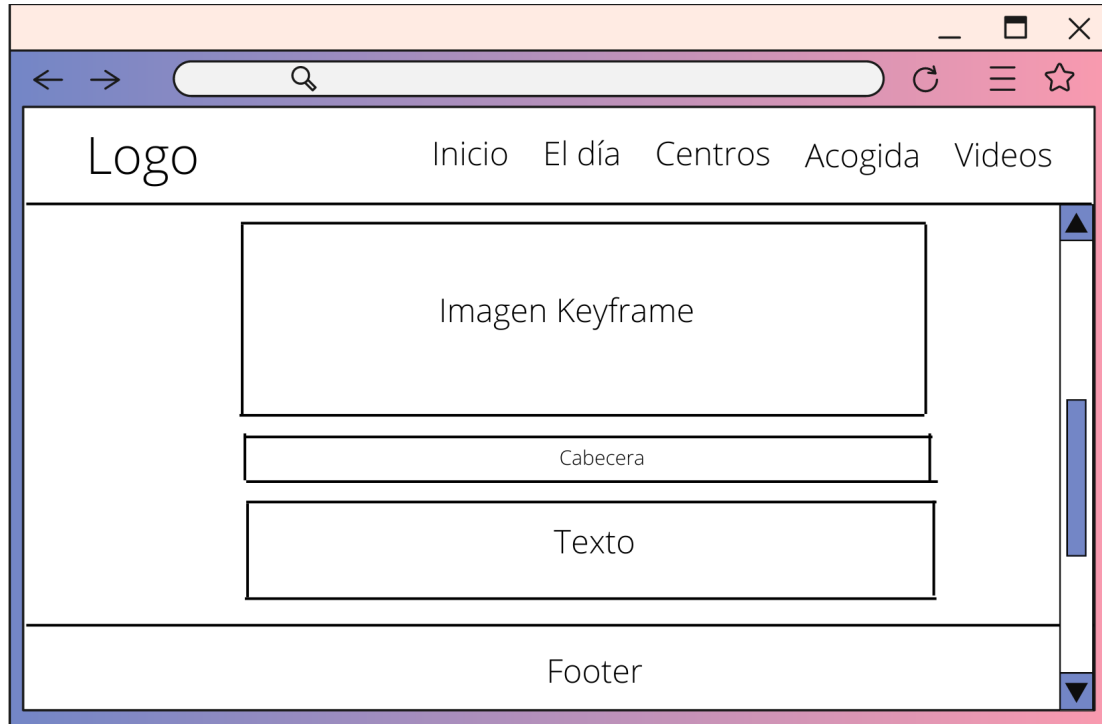 Logo Inicio El día Centros Acogida Videos
Imagen Keyframe
Cabecera
Texto
Footer